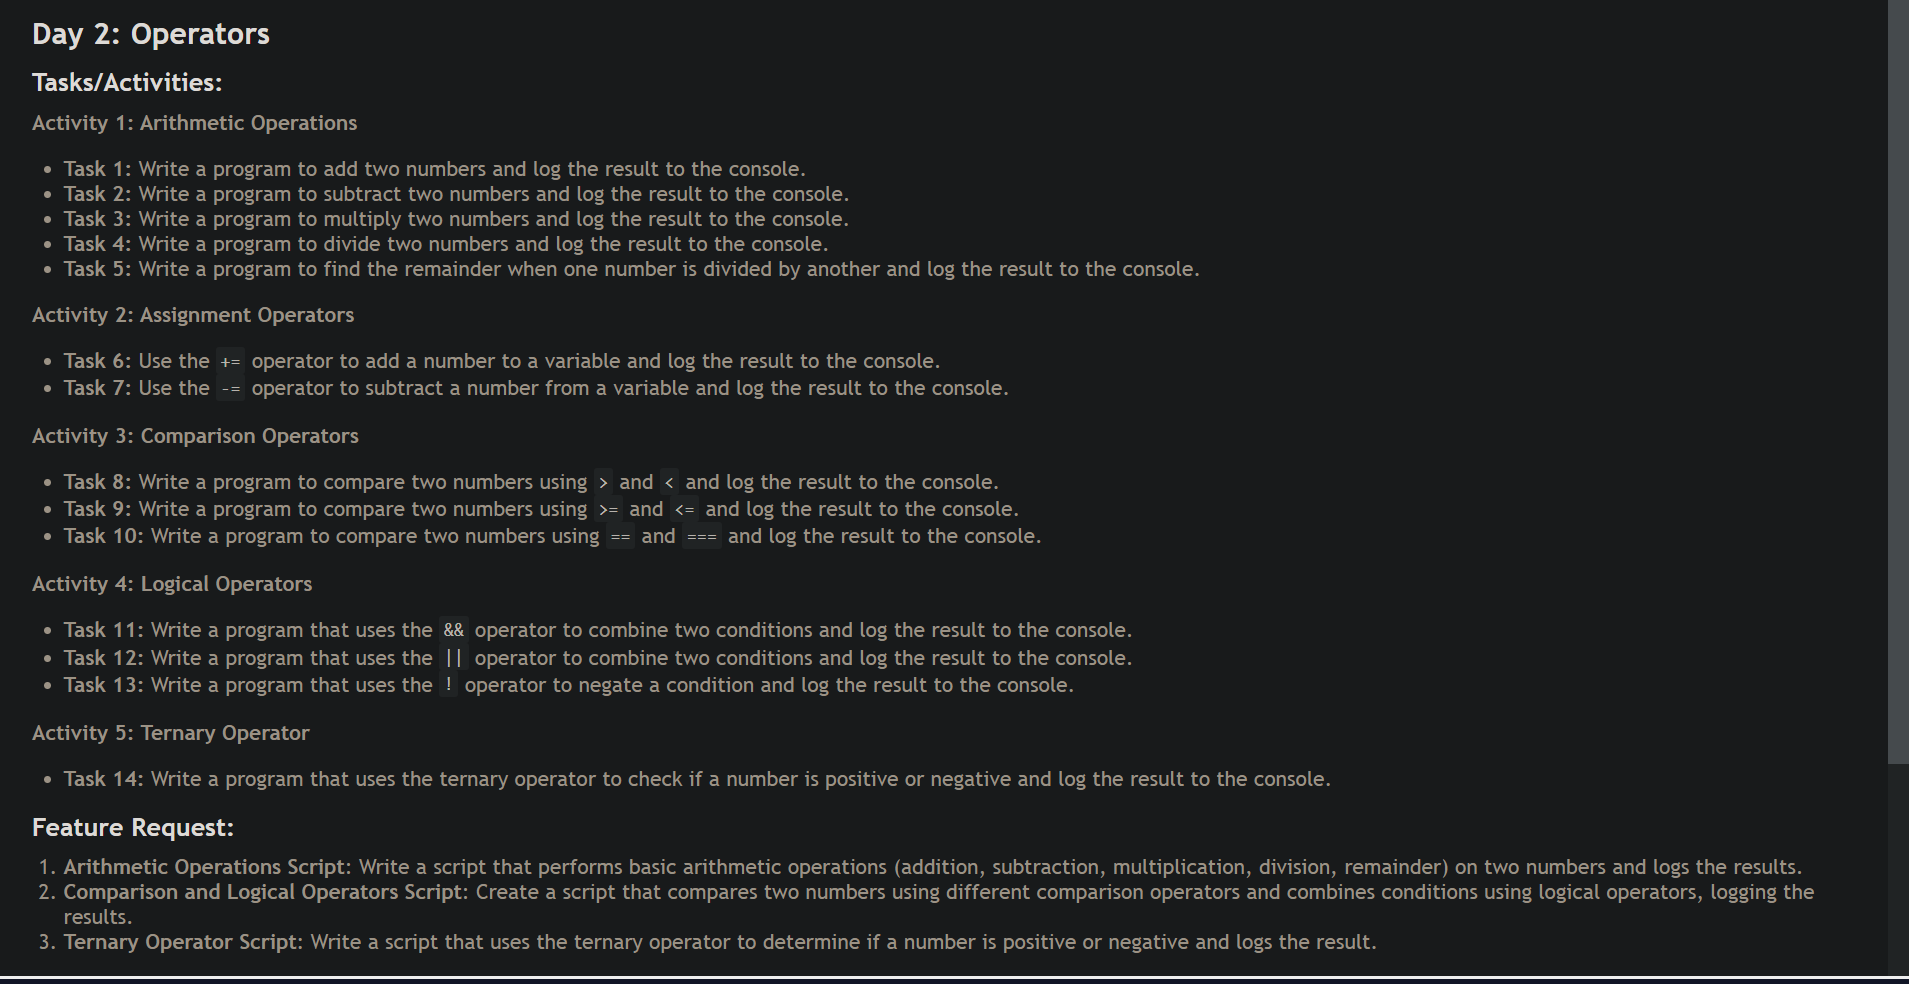 Day 2: Operators
Tasks/Activities:
Activity 1: Arithmetic Operations
• Task 1: Write a program to add two numbers and log the result to the console.
• Task 2: Write a program to subtract two numbers and log the result to the console.
• Task 3: Write a program to multiply two numbers and log the result to the console.
• Task 4: Write a program to divide two numbers and log the result to the console.
• Task 5: Write a program to find the remainder when one number is divided by another and log the result to the console.
Activity 2: Assignment Operators
• Task 6: Use the += operator to add a number to a variable and log the result to the console.
• Task 7: Use the -= operator to subtract a number from a variable and log the result to the console.
Activity 3: Comparison Operators
• Task 8: Write a program to compare two numbers using > and < and log the result to the console.
• Task 9: Write a program to compare two numbers using >= and <= and log the result to the console.
• Task 10: Write a program to compare two numbers using == and === and log the result to the console.
Activity 4: Logical Operators
• Task 11: Write a program that uses the && operator to combine two conditions and log the result to the console.
• Task 12: Write a program that uses the || operator to combine two conditions and log the result to the console.
• Task 13: Write a program that uses the ! operator to negate a condition and log the result to the console.
Activity 5: Ternary Operator
• Task 14: Write a program that uses the ternary operator to check if a number is positive or negative and log the result to the console.
Feature Request:
1. Arithmetic Operations Script: Write a script that performs basic arithmetic operations (addition, subtraction, multiplication, division, remainder) on two numbers and logs the results.
2. Comparison and Logical Operators Script: Create a script that compares two numbers using different comparison operators and combines conditions using logical operators, logging the
results.
3. Ternary Operator Script: Write a script that uses the ternary operator to determine if a number is positive or negative and logs the result.